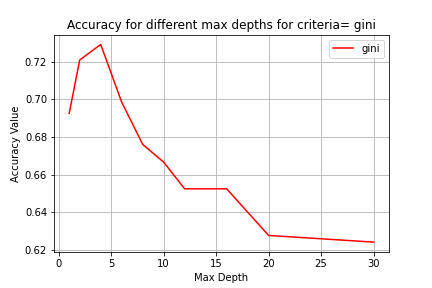 Accuracy for different max depths for criteria= gini
gini
Accuracy Value
0.72
0.70
0.68
0.66
0.64
0.62
0 5 10 15 20 25 30
Max Depth